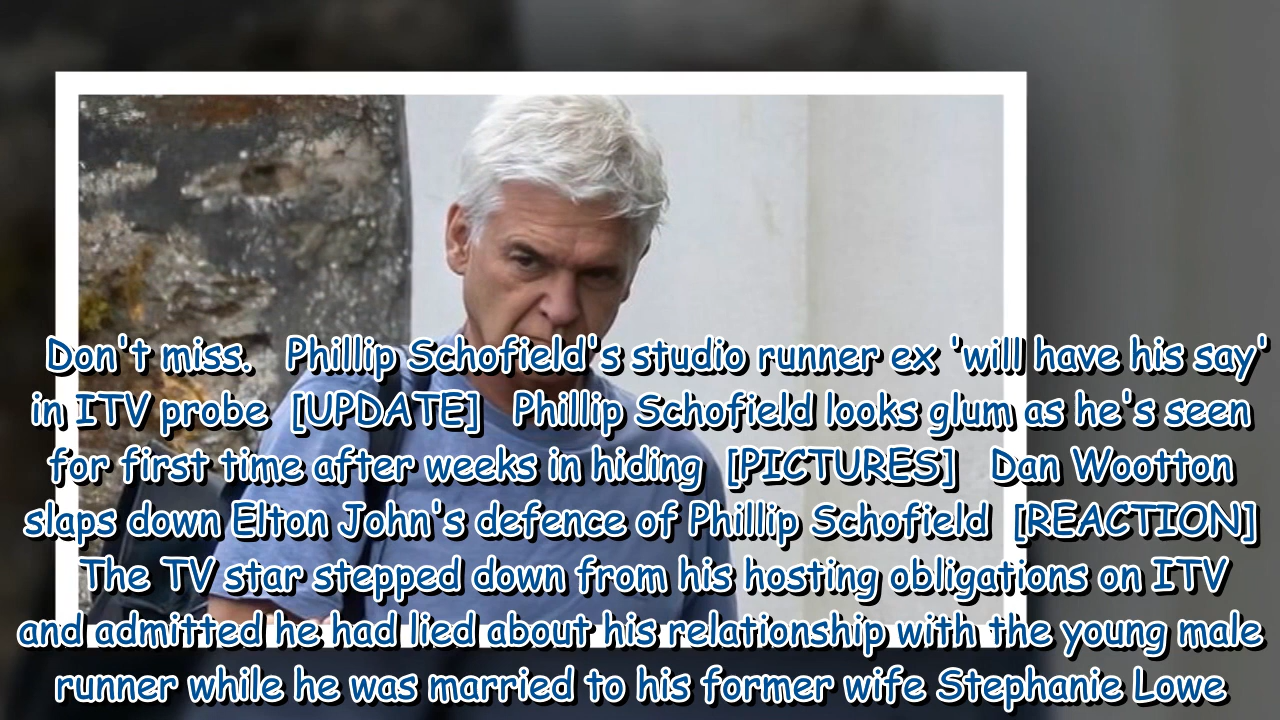 Don't miss. Phillip Schofield's studio runner ex 'will have his say'
in ITV probe [UPDATE] Phillip Schofield looks glum as he's seen
for first time after weeks in hiding [PICTURES] Dan Wootton
slaps down Elton John's defence of Phillip Schofield [REACTION]
The TV star stepped down from his hosting obligations on ITV
and admitted he had lied about his relationship with the young male
runner while he was married to his former wife Stephanie Lowe